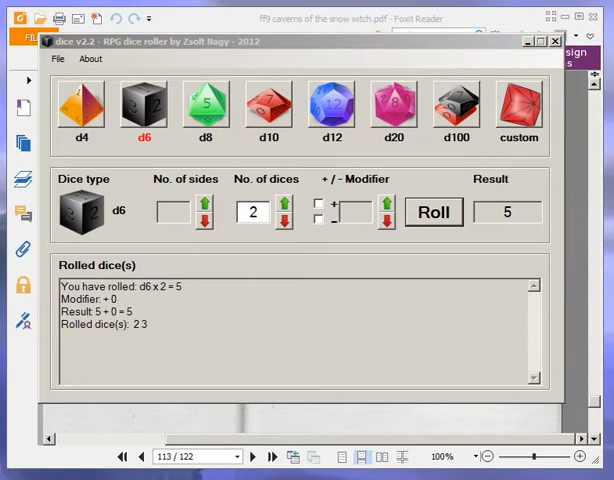 ff9 caverns of the snow witch.pdf - Foxit Reader
FIL
sign
s
dice v2.2 - RPG dice roller by Zsolt Nagy - 2012
File About
d4 d6 d8 d10 d12 d20 d100 custom
Dice type No. of sides No. of dices + / - Modifier Result
d6 2 + - Roll 5
Rolled dice(s)
You have rolled: d6 x 2 = 5
Modifier: + 0
Result: 5 + 0 = 5
Rolled dice(s): 2 3
113 / 122 100%